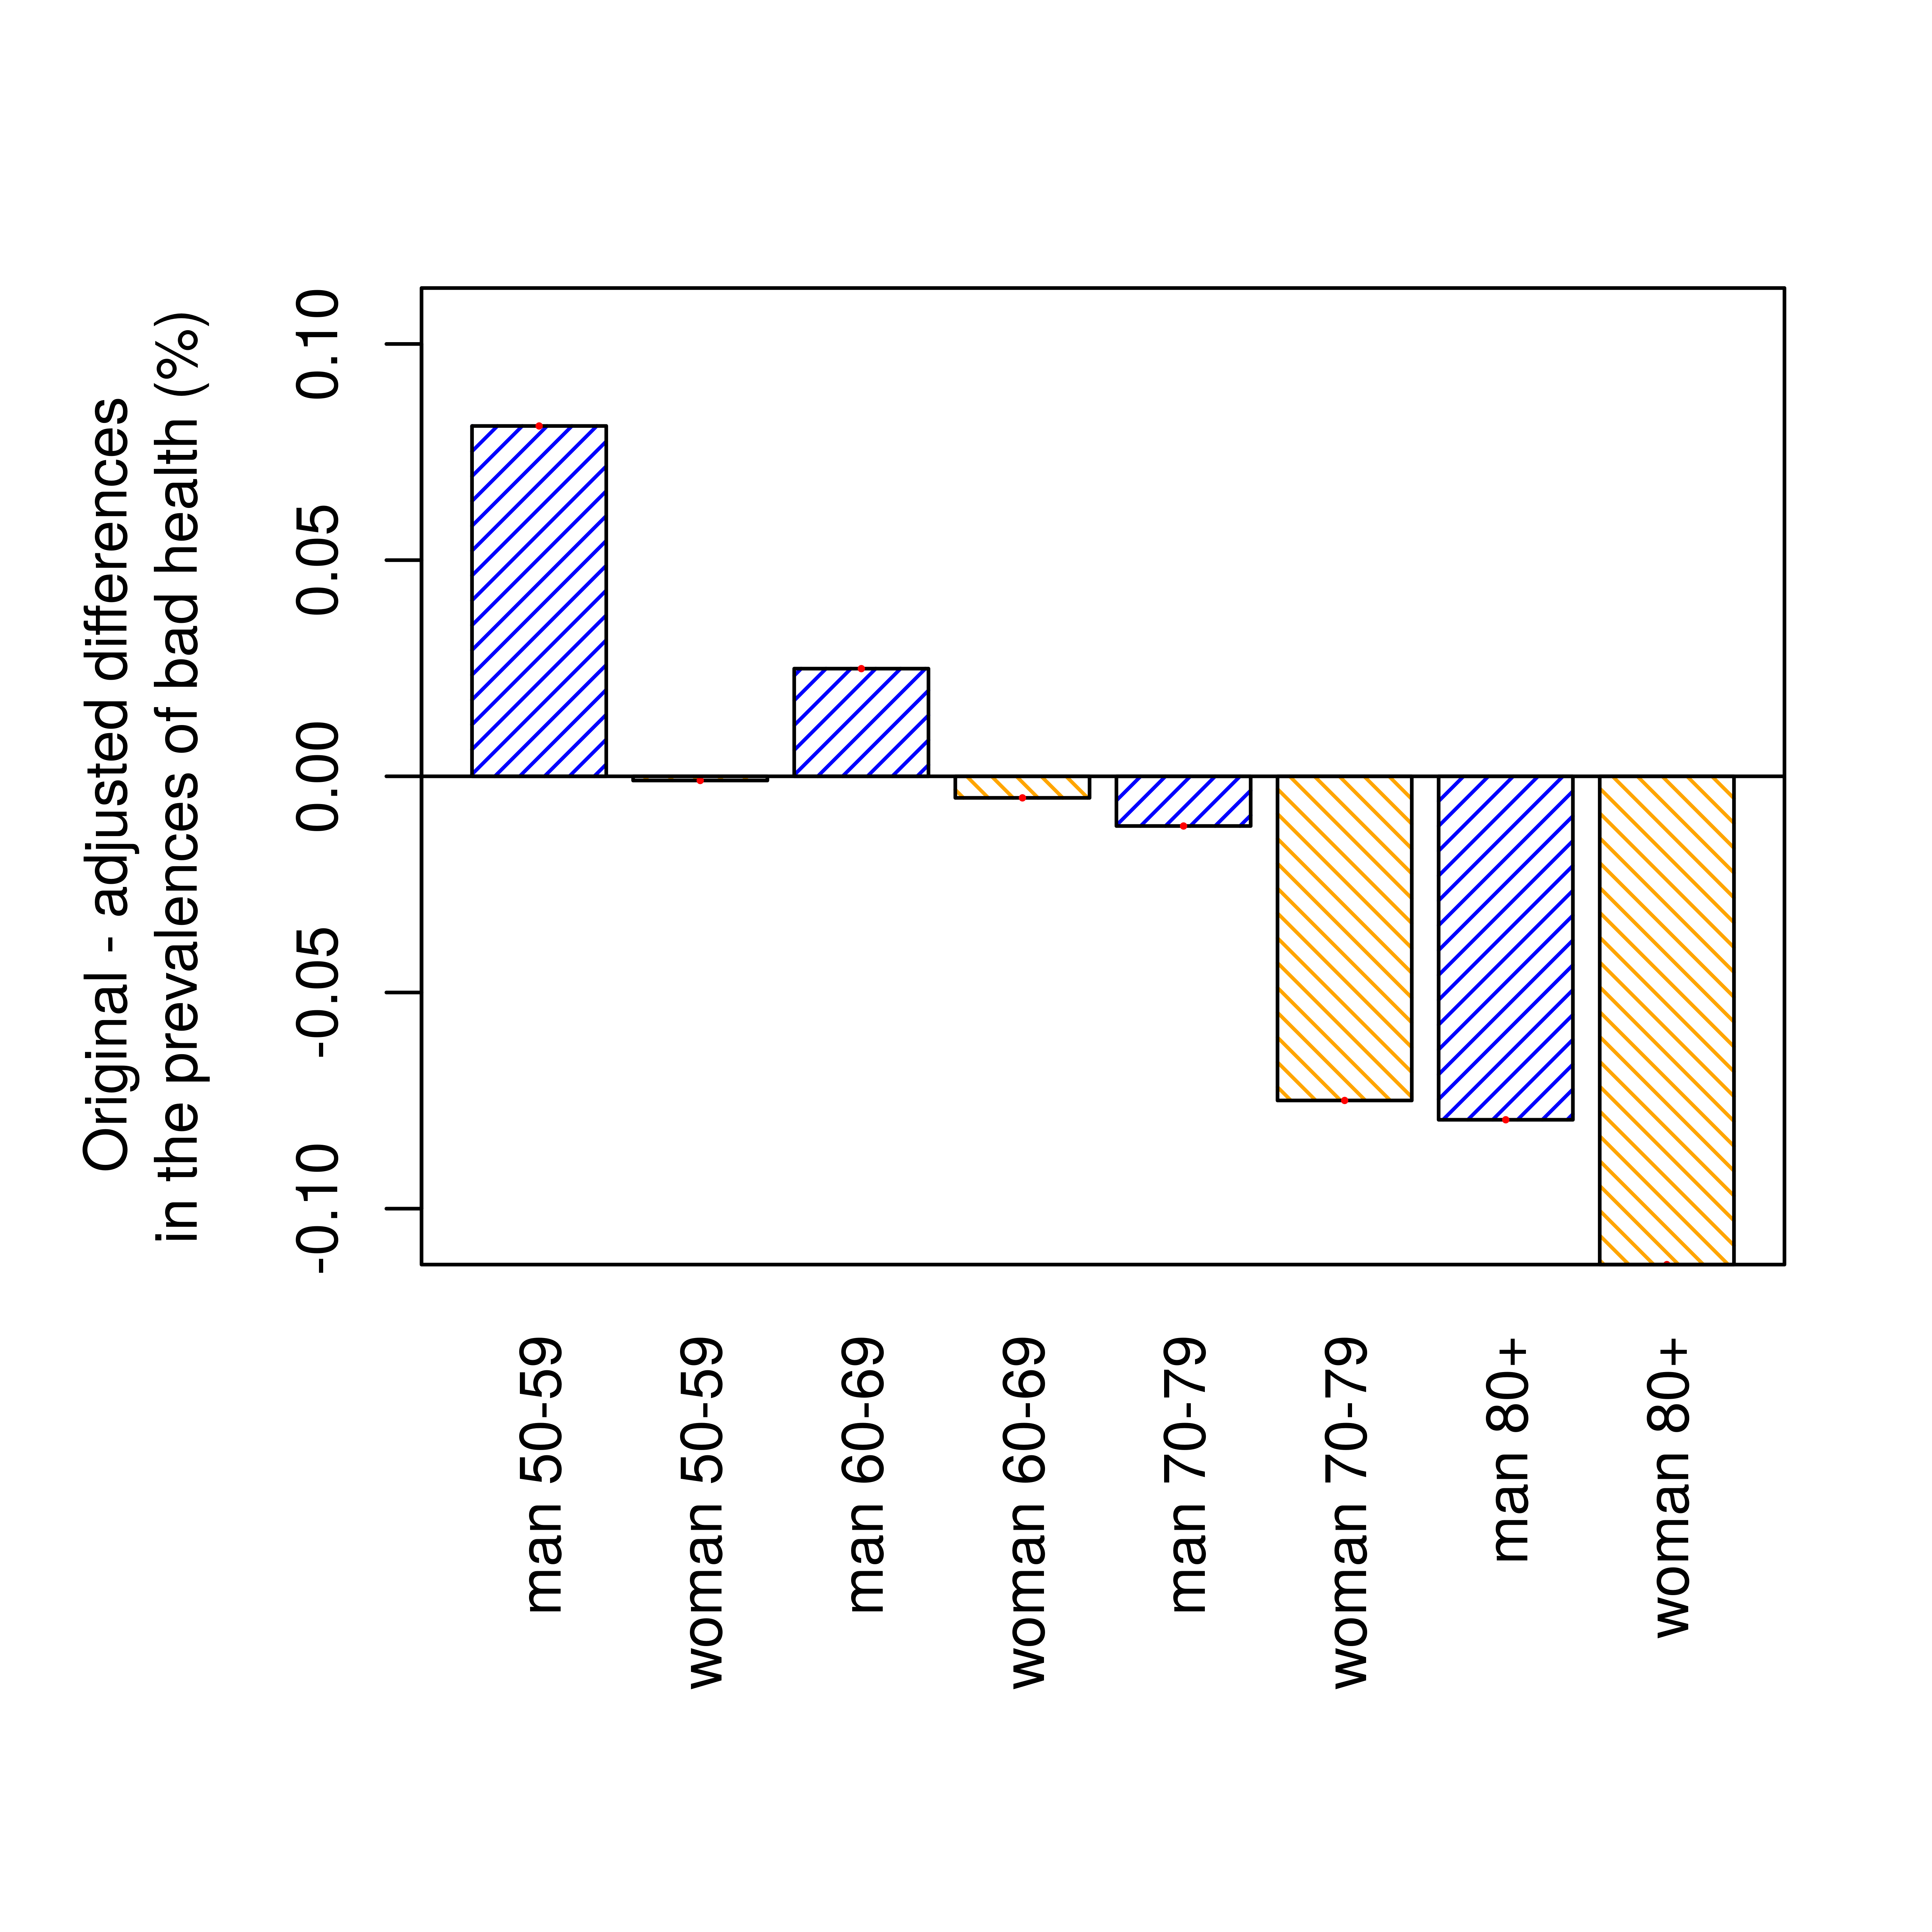 Original - adjusted differences
in the prevalences of bad health (%)
0.10
0.05
0.00
-0.05
-0.10
man 50-59
woman 50-59
man 60-69
woman 60-69
man 70-79
woman 70-79
man 80+
woman 80+